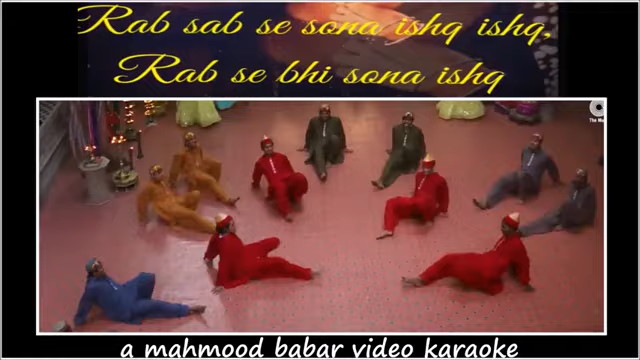 Rab sab se sona ishq ishq,
Rab se bhi sona ishq
a mahmood babar video karaoke